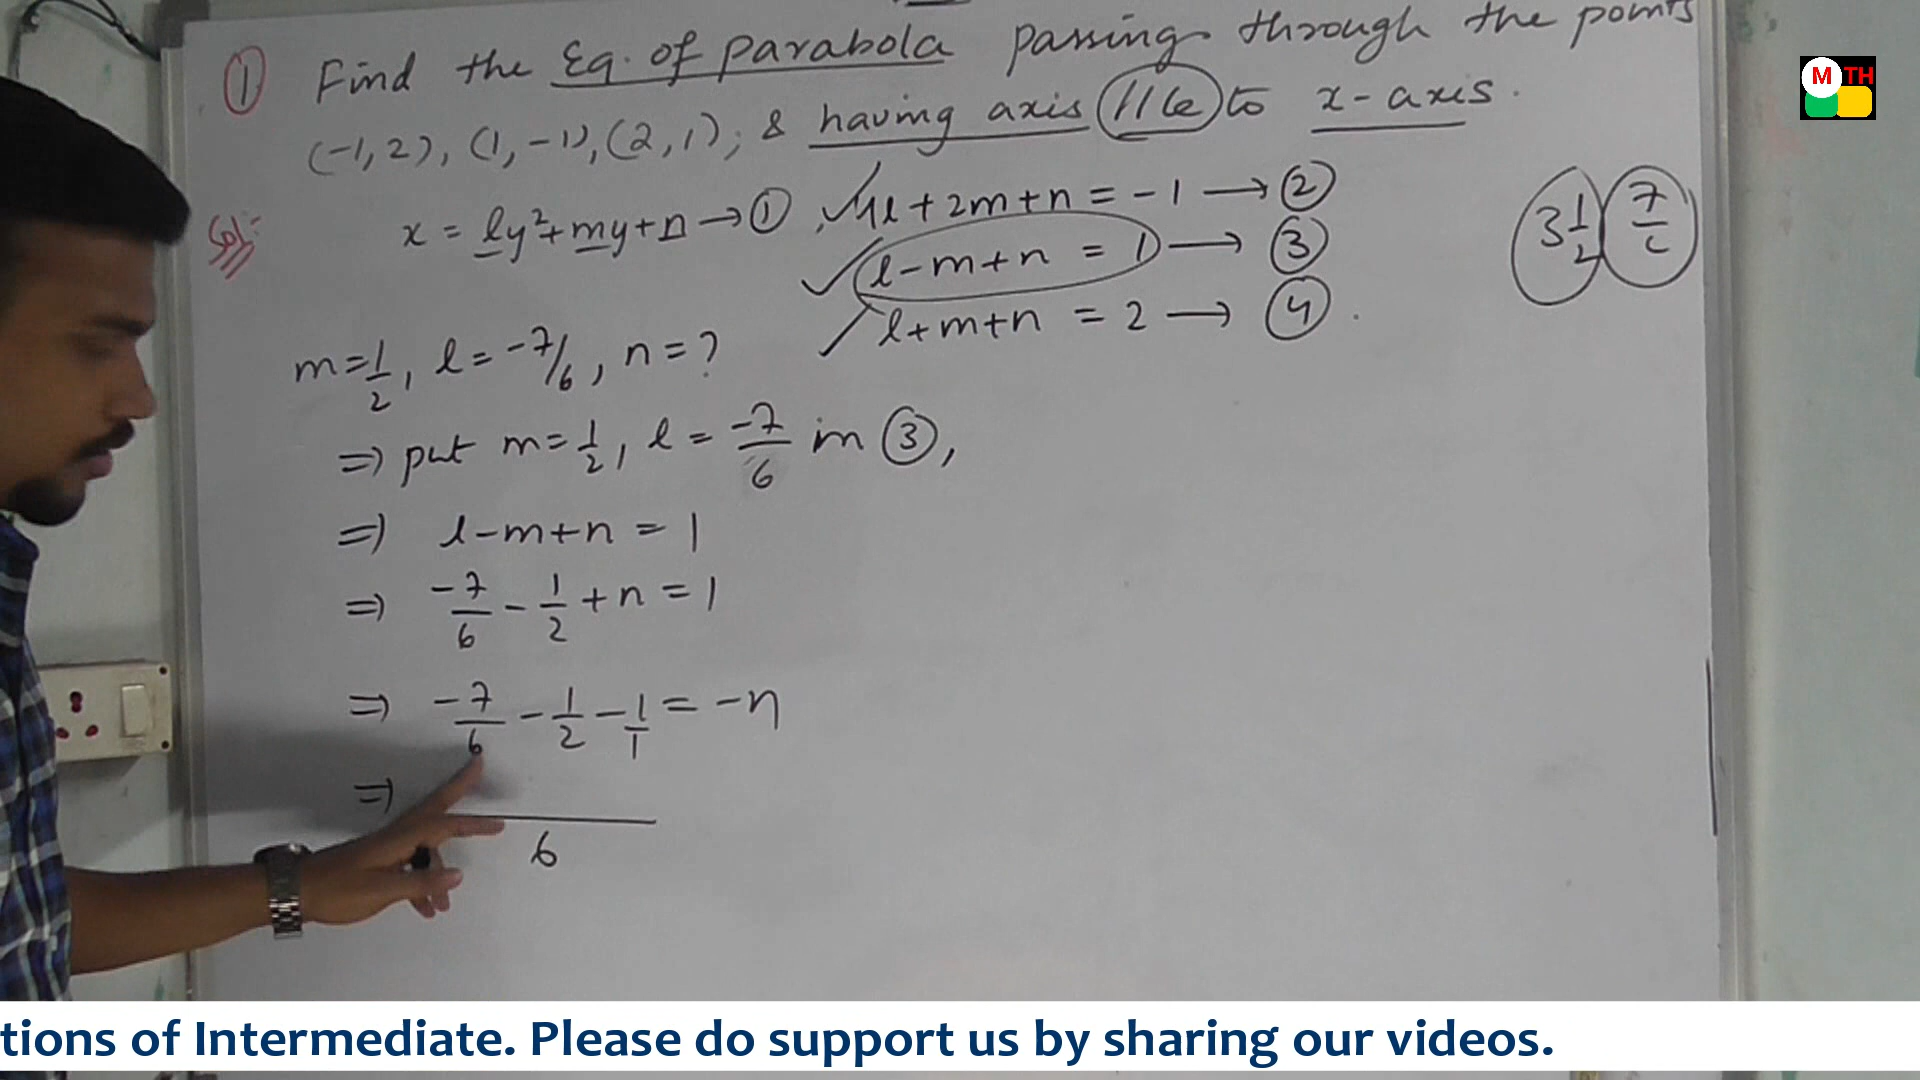 ① Find the Eq. of parabola passing through the points
(-1, 2), (1, -1), (2, 1); & having axis ||le to x-axis.
Sol:
x = ly²+my+n → ① , 4l+2m+n = -1 → ②
l-m+n = 1 → ③
l+m+n = 2 → ④ .
3 1/2
7/2
m=1/2, l=-7/6, n=?
⇒ put m=1/2, l = -7/6 in ③,
⇒ l-m+n = 1
⇒ -7/6 - 1/2 + n = 1
⇒ -7/6 - 1/2 - 1/1 = -n
⇒
6
M TH
tions of Intermediate. Please do support us by sharing our videos.